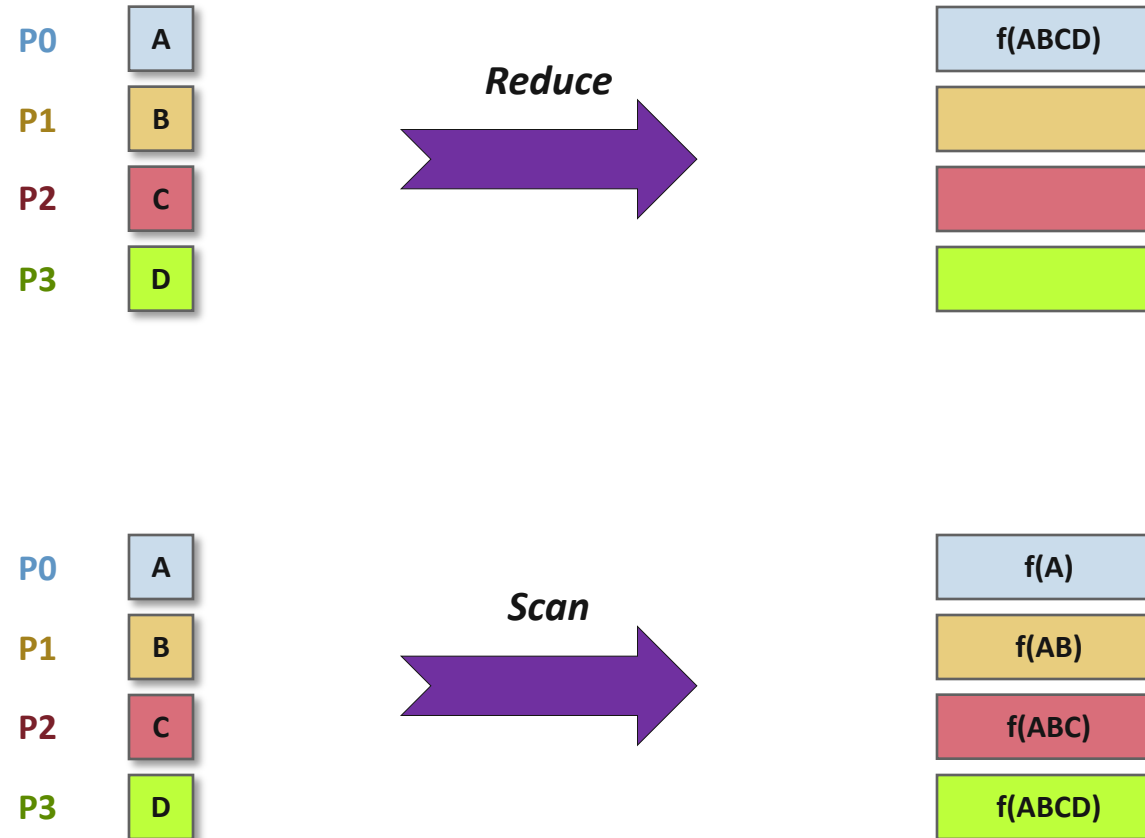 P0 A f(ABCD)
Reduce
P1 B
P2 C
P3 D
P0 A f(A)
Scan
P1 B f(AB)
P2 C f(ABC)
P3 D f(ABCD)